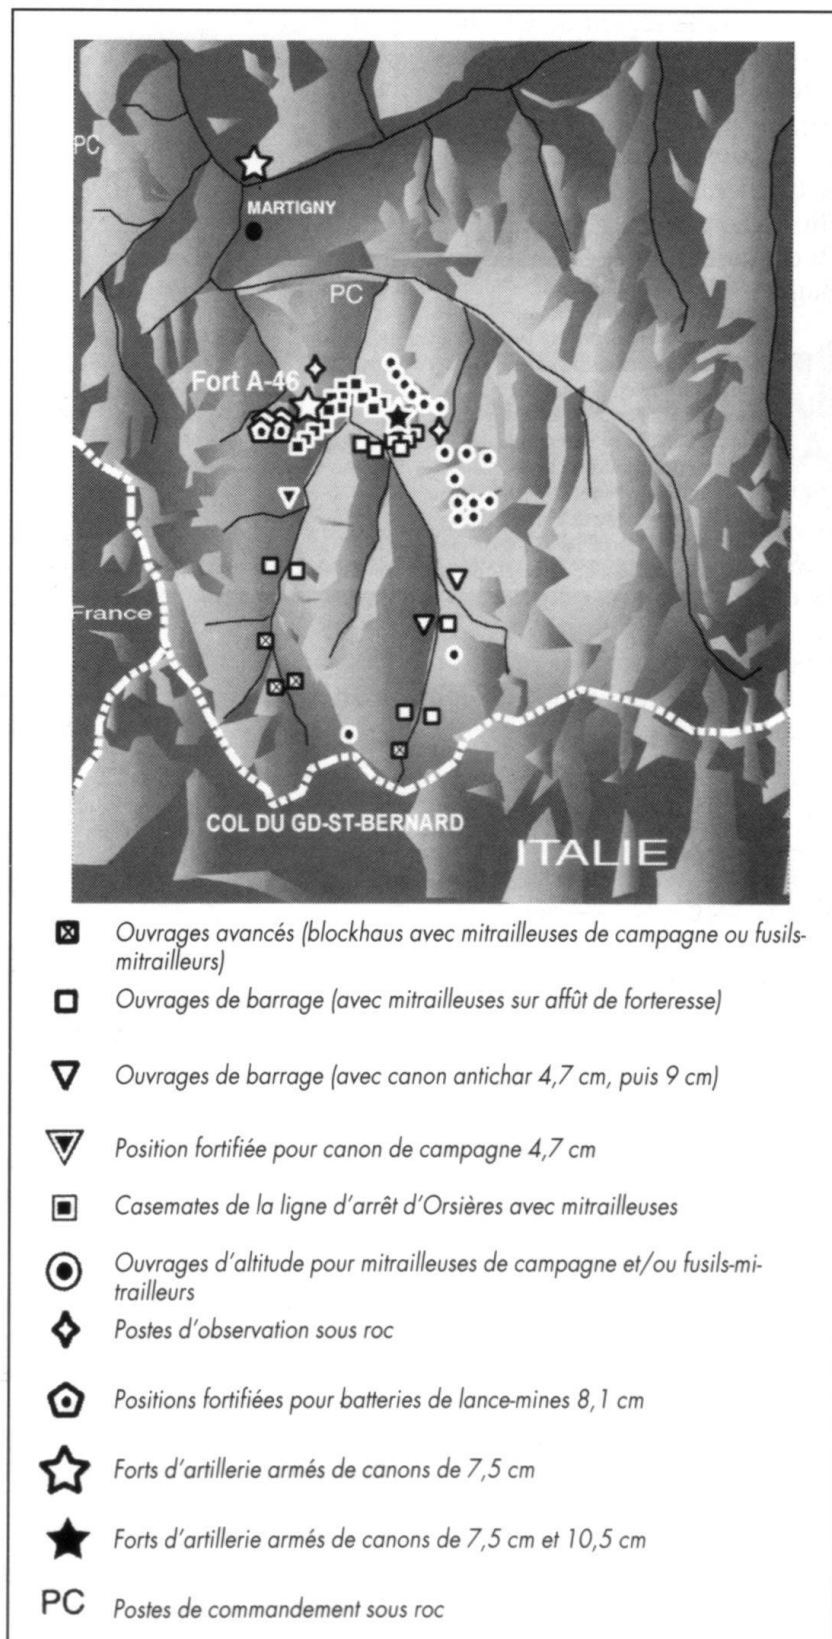 PC
MARTIGNY
PC
Fort A-46
France
COL DU GD-ST-BERNARD
ITALIE
Ouvrages avancés (blockhaus avec mitrailleuses de campagne ou fusils-
mitrailleurs)
Ouvrages de barrage (avec mitrailleuses sur affût de forteresse)
Ouvrages de barrage (avec canon antichar 4,7 cm, puis 9 cm)
Position fortifiée pour canon de campagne 4,7 cm
Casemates de la ligne d'arrêt d'Orsières avec mitrailleuses
Ouvrages d'altitude pour mitrailleuses de campagne et/ou fusils-mi-
trailleurs
Postes d'observation sous roc
Positions fortifiées pour batteries de lance-mines 8,1 cm
Forts d'artillerie armés de canons de 7,5 cm
Forts d'artillerie armés de canons de 7,5 cm et 10,5 cm
PC Postes de commandement sous roc